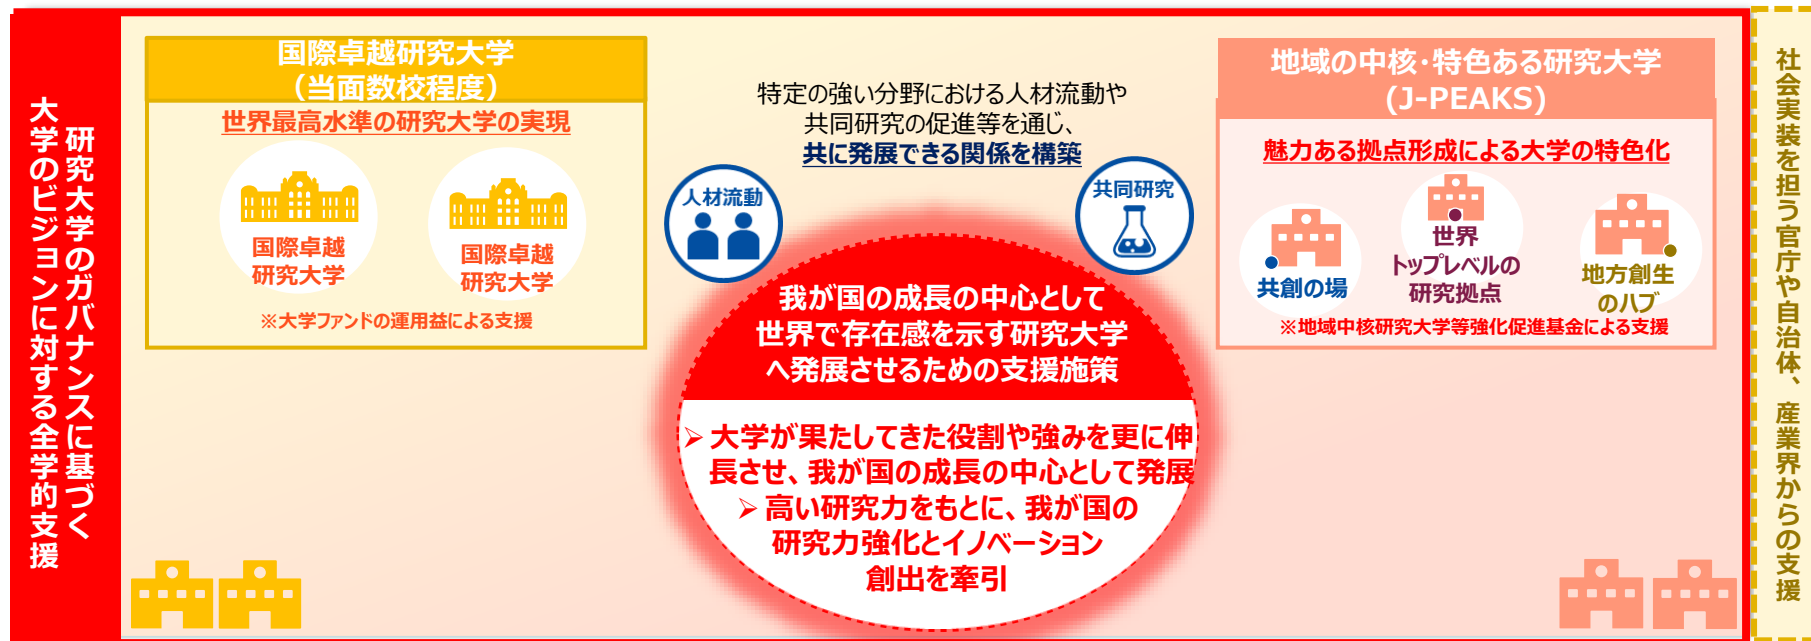 研究大学のガバナンスに基づく
大学のビジョンに対する全学的支援
国際卓越研究大学
（当面数校程度）
世界最高水準の研究大学の実現
国際卓越
研究大学
国際卓越
研究大学
※大学ファンドの運用益による支援
特定の強い分野における人材流動や
共同研究の促進等を通じ、
共に発展できる関係を構築
人材流動
共同研究
我が国の成長の中心として
世界で存在感を示す研究大学
へ発展させるための支援施策
➢ 大学が果たしてきた役割や強みを更に伸
長させ、我が国の成長の中心として発展
➢ 高い研究力をもとに、我が国の
研究力強化とイノベーション
創出を牽引
地域の中核・特色ある研究大学
(J-PEAKS)
魅力ある拠点形成による大学の特色化
共創の場
世界
トップレベルの
研究拠点
地方創生
のハブ
※地域中核研究大学等強化促進基金による支援
社会実装を担う官庁や自治体、産業界からの支援